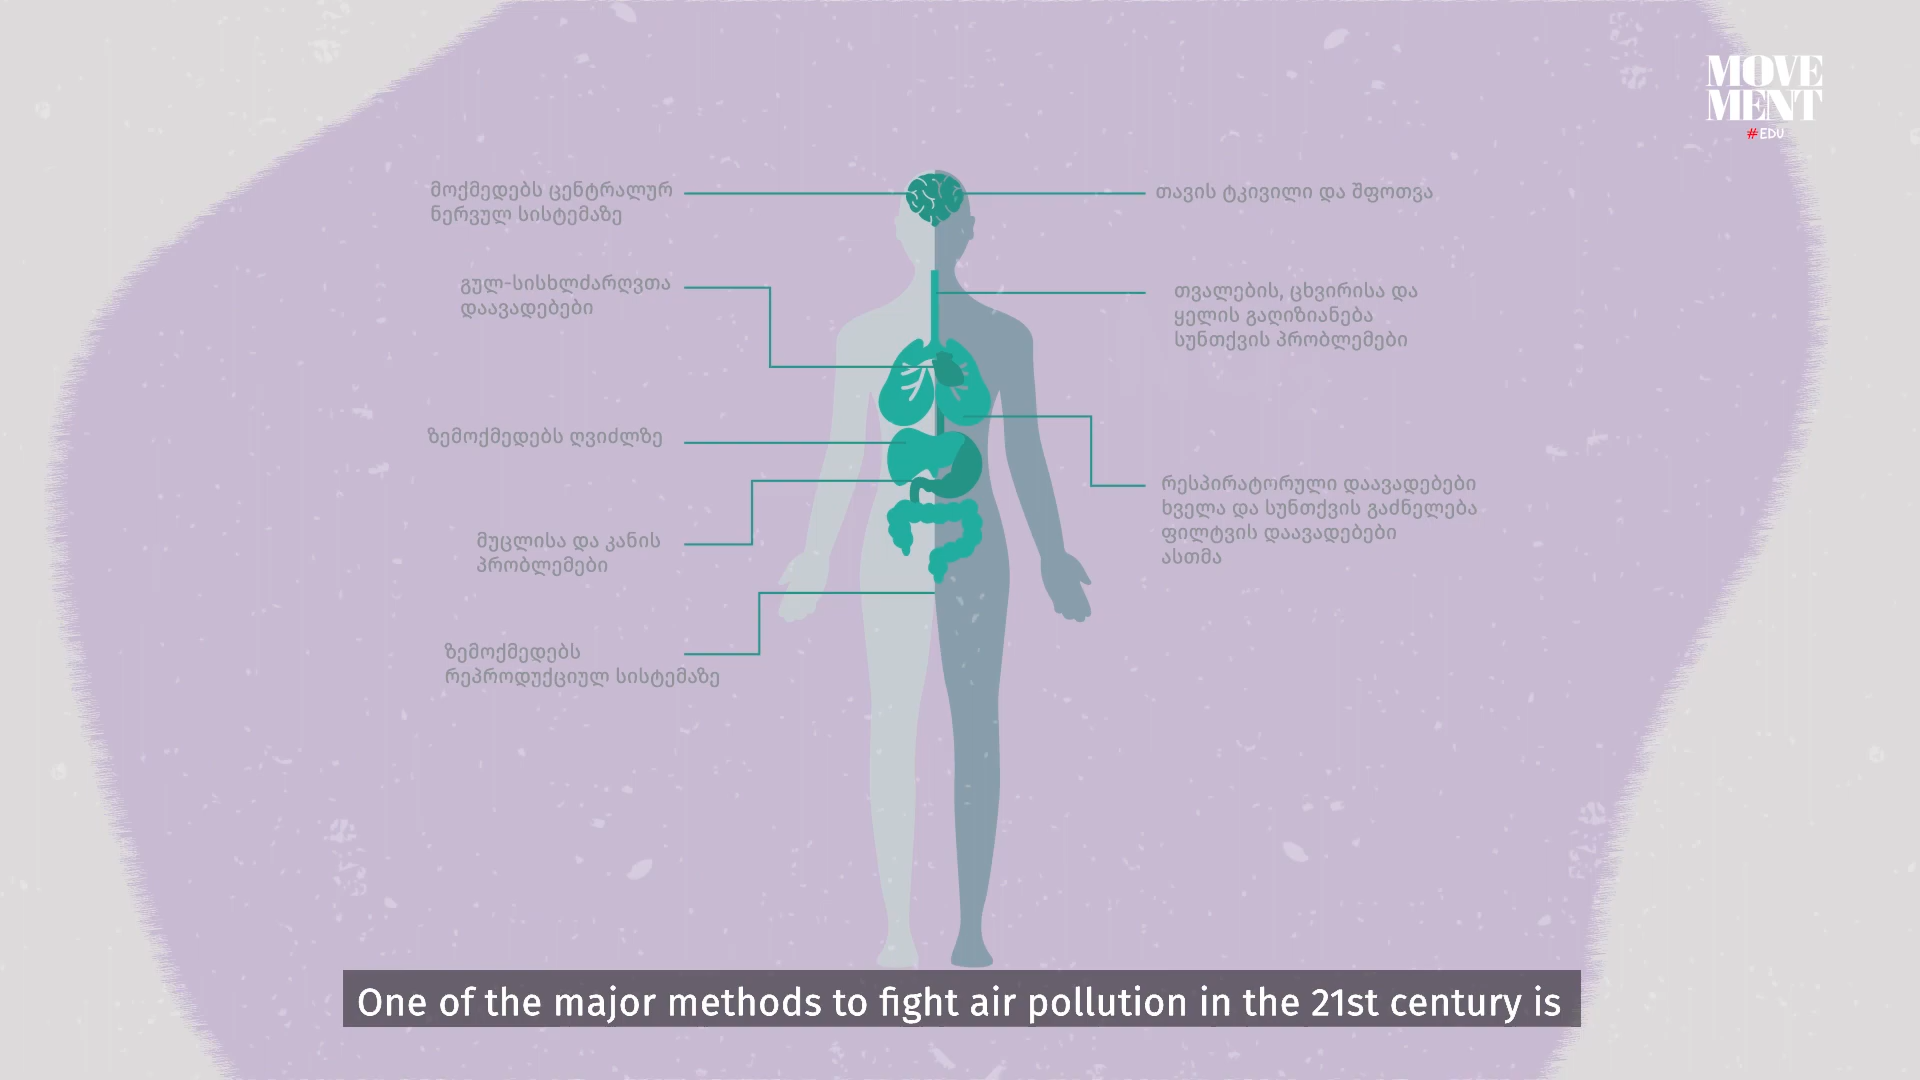 MOVE
MENT
#EDU
მოქმედებს ცენტრალურ
ნერვულ სისტემაზე
გულ-სისხლძარღვთა
დაავადებები
ზემოქმედებს ღვიძლზე
მუცლისა და კანის
პრობლემები
ზემოქმედებს
რეპროდუქციულ სისტემაზე
თავის ტკივილი და შფოთვა
თვალების, ცხვირისა და
ყელის გაღიზიანება
სუნთქვის პრობლემები
რესპირატორული დაავადებები
ხველა და სუნთქვის გაძნელება
ფილტვის დაავადებები
ასთმა
One of the major methods to fight air pollution in the 21st century is